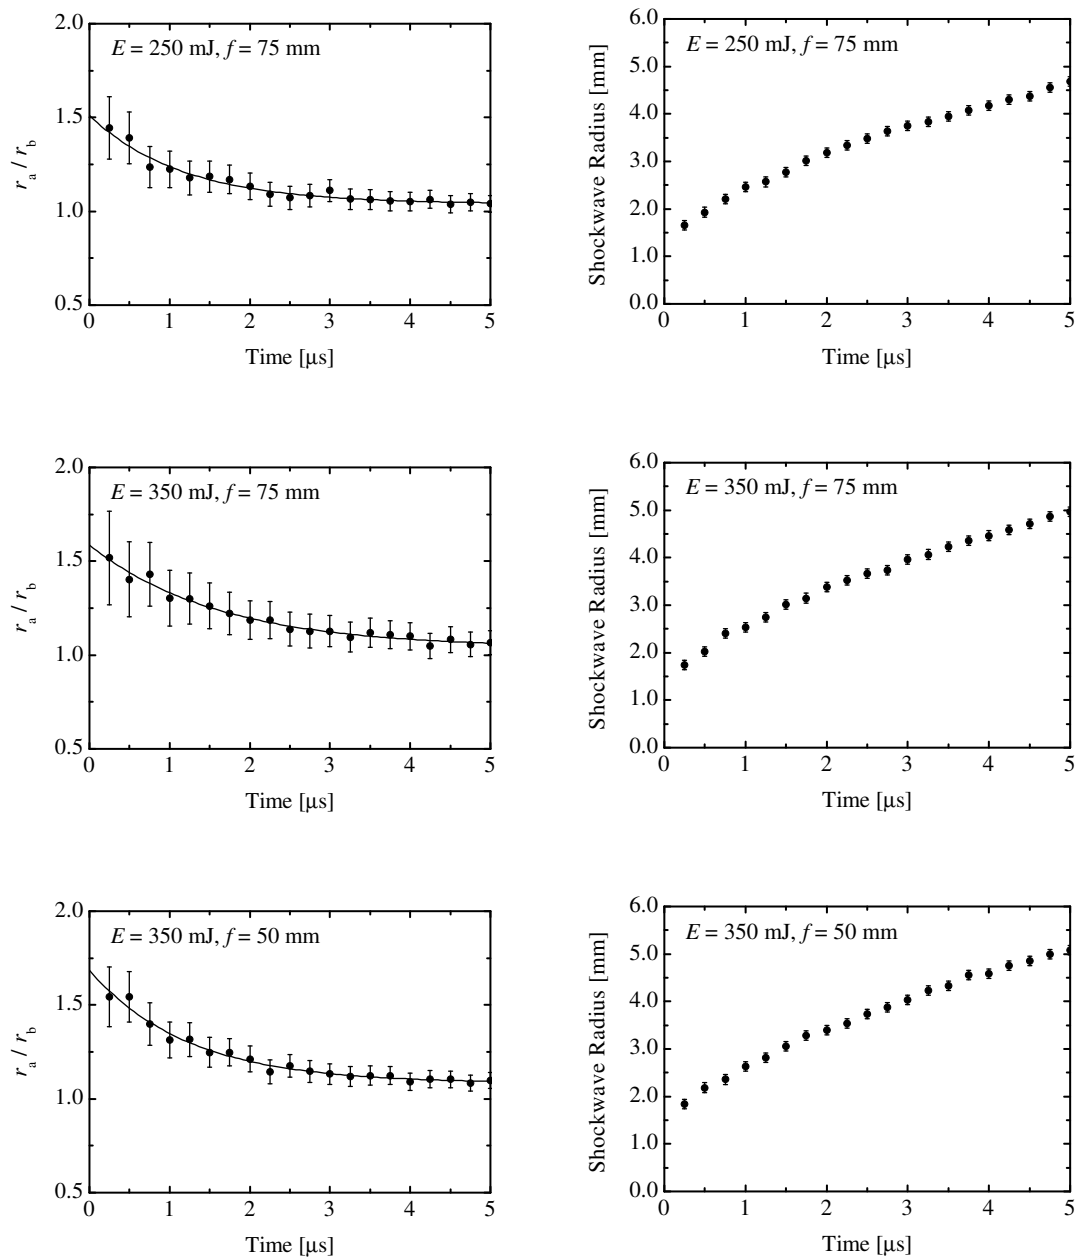 2.0
1.5
1.0
0.5
r_a / r_b
E = 250 mJ, f = 75 mm
0 1 2 3 4 5
Time [μs]
6.0
5.0
4.0
3.0
2.0
1.0
0.0
Shockwave Radius [mm]
E = 250 mJ, f = 75 mm
0 1 2 3 4 5
Time [μs]
2.0
1.5
1.0
0.5
r_a / r_b
E = 350 mJ, f = 75 mm
0 1 2 3 4 5
Time [μs]
6.0
5.0
4.0
3.0
2.0
1.0
0.0
Shockwave Radius [mm]
E = 350 mJ, f = 75 mm
0 1 2 3 4 5
Time [μs]
2.0
1.5
1.0
0.5
r_a / r_b
E = 350 mJ, f = 50 mm
0 1 2 3 4 5
Time [μs]
6.0
5.0
4.0
3.0
2.0
1.0
0.0
Shockwave Radius [mm]
E = 350 mJ, f = 50 mm
0 1 2 3 4 5
Time [μs]